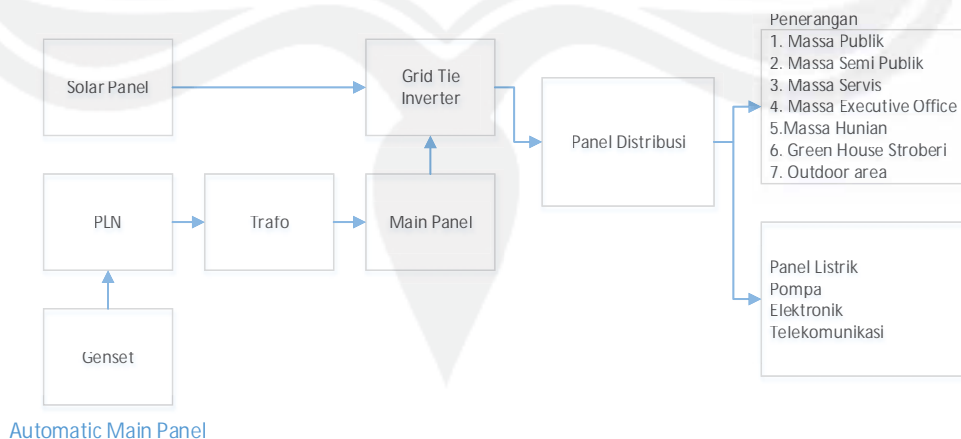 Solar Panel
Grid Tie
Inverter
Panel Distribusi
Penerangan
1. Massa Publik
2. Massa Semi Publik
3. Massa Servis
4. Massa Executive Office
5.Massa Hunian
6. Green House Stroberi
7. Outdoor area
PLN
Trafo
Main Panel
Panel Listrik
Pompa
Elektronik
Telekomunikasi
Genset
Automatic Main Panel